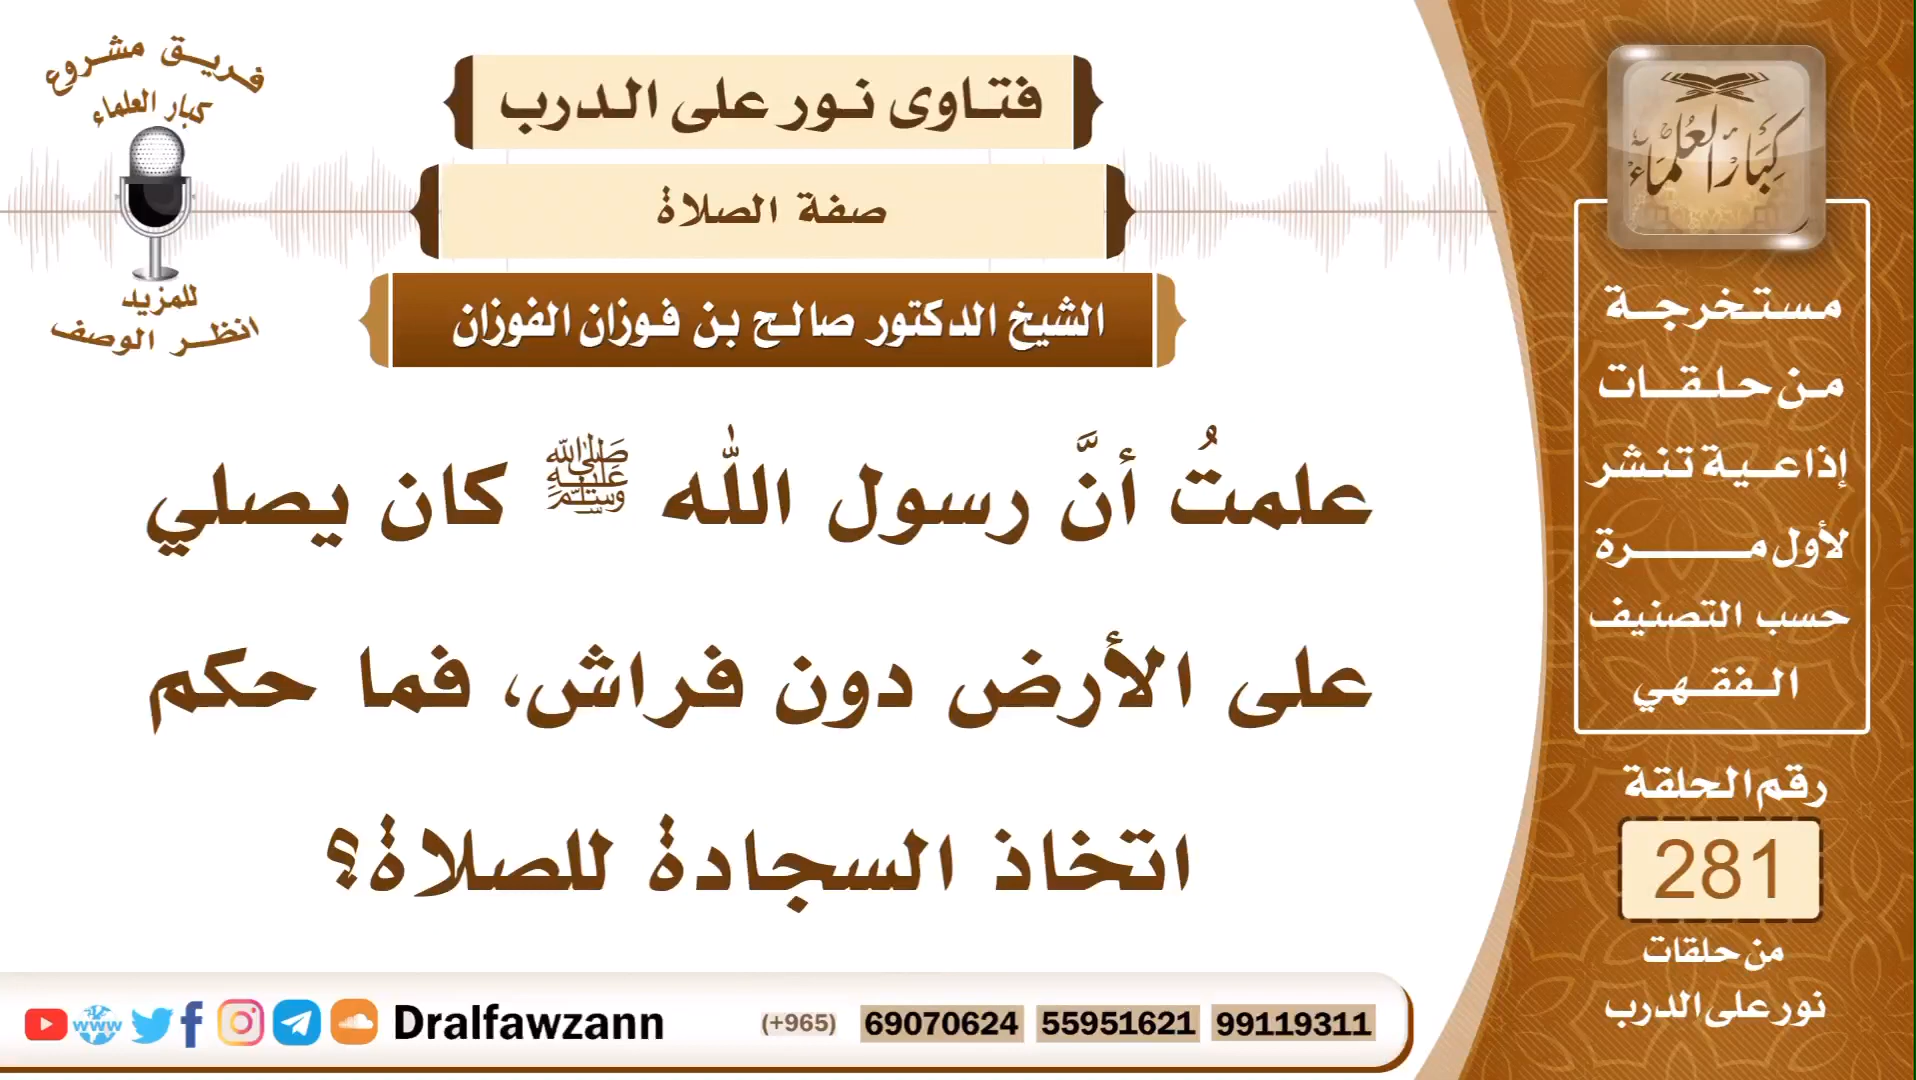 فريق مشروع
كبار العلماء
للمزيد
انظر الوصف
فتاوى نور على الدرب
صفة الصلاة
الشيخ الدكتور صالح بن فوزان الفوزان
علمتُ أنَّ رسول الله ﷺ كان يصلي
على الأرض دون فراش، فما حكم
اتخاذ السجادة للصلاة؟
كبار العلماء
مستخرجة
من حلقات
إذاعية تنشر
لأول مرة
حسب التصنيف
الفقهي
رقم الحلقة
281
من حلقات
نور على الدرب
www
Dralfawzann (+965) 69070624 55951621 99119311